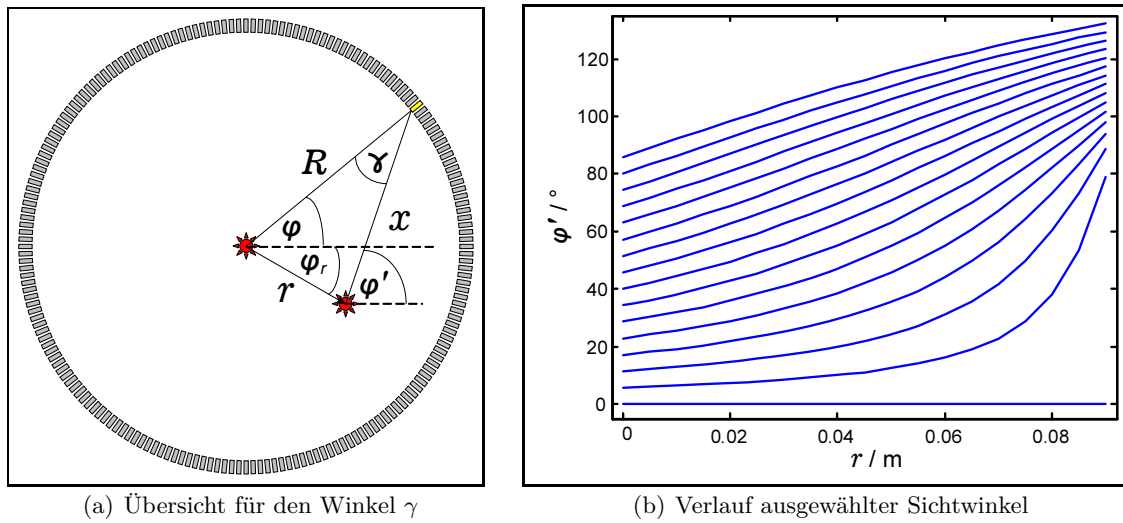 R
γ
x
φ
φr
r
φ'
(a) Übersicht für den Winkel γ
φ' / °
120
100
80
60
40
20
0
0 0.02 0.04 0.06 0.08
r / m
(b) Verlauf ausgewählter Sichtwinkel